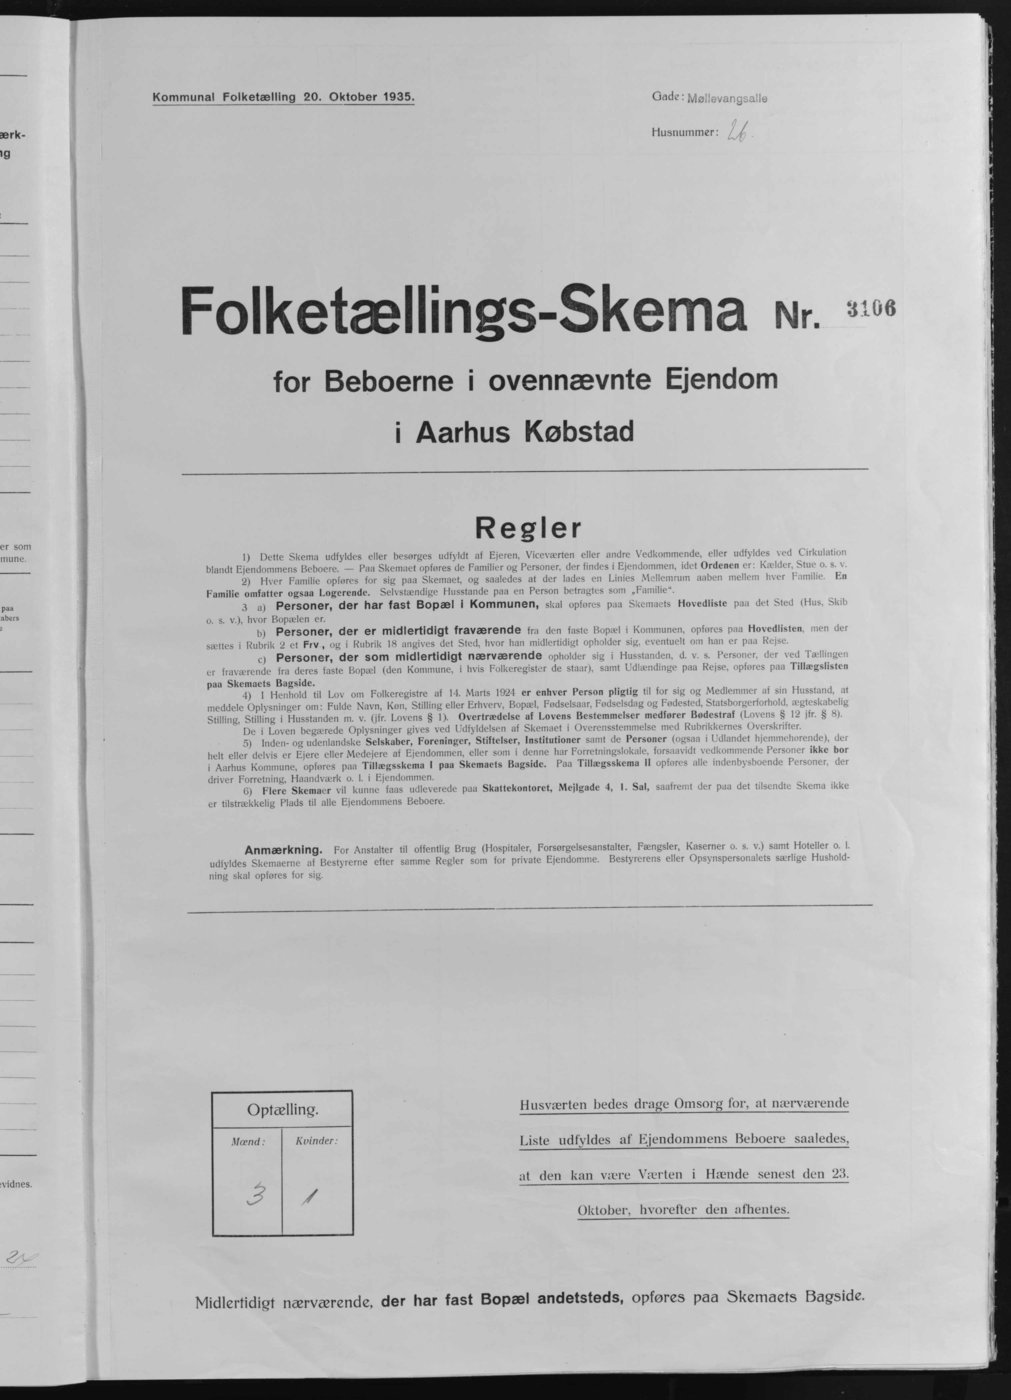 Kommunal Folketælling 20. Oktober 1935.
Gade: Møllevangsalle
Husnummer: 26.
Folketællings-Skema Nr. 3106
for Beboerne i ovennævnte Ejendom
i Aarhus Købstad
Regler
1) Dette Skema udfyldes eller besørges udfyldt af Ejeren, Viceværten eller andre Vedkommende, eller udfyldes ved Cirkulation
blandt Ejendommens Beboere. — Paa Skemaet opføres de Familier og Personer, der findes i Ejendommen, idet Ordenen er: Kælder, Stue o. s. v.
2) Hver Familie opføres for sig paa Skemaet, og saaledes at der lades en Linies Mellemrum aaben mellem hver Familie. En
Familie omfatter ogsaa Logerende. Selvstændige Husstande paa en Person betragtes som „Familie“.
3 a) Personer, der har fast Bopæl i Kommunen, skal opføres paa Skemaets Hovedliste paa det Sted (Hus, Skib
o. s. v.), hvor Bopælen er.
b) Personer, der er midlertidigt fraværende fra den faste Bopæl i Kommunen, opføres paa Hovedlisten, men der
sættes i Rubrik 2 et Frv., og i Rubrik 18 angives det Sted, hvor han midlertidigt opholder sig, eventuelt om han er paa Rejse.
c) Personer, der som midlertidigt nærværende opholder sig i Husstanden, d. v. s. Personer, der ved Tællingen
er fraværende fra deres faste Bopæl (den Kommune, i hvis Folkeregister de staar), samt Udlændinge paa Rejse, opføres paa Tillægslisten
paa Skemaets Bagside.
4) I Henhold til Lov om Folkeregistre af 14. Marts 1924 er enhver Person pligtig til for sig og Medlemmer af sin Husstand, at
meddele Oplysninger om: Fulde Navn, Køn, Stilling eller Erhverv, Bopæl, Fødselsaar, Fødselsdag og Fødested, Statsborgerforhold, ægteskabelig
Stilling, Stilling i Husstanden m. v. (jfr. Lovens § 1). Overtrædelse af Lovens Bestemmelser medfører Bødestraf (Lovens § 12 jfr. § 8).
De i Loven begærede Oplysninger gives ved Udfyldelsen af Skemaet i Overensstemmelse med Rubrikkernes Overskrifter.
5) Inden- og udenlandske Selskaber, Foreninger, Stiftelser, Institutioner samt de Personer (ogsaa i Udlandet hjemmehørende), der
helt eller delvis er Ejere eller Medejere af Ejendommen, eller som i denne har Forretningslokale, forsaavidt vedkommende Personer ikke bor
i Aarhus Kommune, opføres paa Tillægsskema I paa Skemaets Bagside. Paa Tillægsskema II opføres alle indenbysboende Personer, der
driver Forretning, Haandværk o. l. i Ejendommen.
6) Flere Skemaer vil kunne faas udleverede paa Skattekontoret, Mejlgade 4, 1. Sal, saafremt der paa det tilsendte Skema ikke
er tilstrækkelig Plads til alle Ejendommens Beboere.
Anmærkning. For Anstalter til offentlig Brug (Hospitaler, Forsørgelsesanstalter, Fængsler, Kaserner o. s. v.) samt Hoteller o. l.
udfyldes Skemaerne af Bestyrerne efter samme Regler som for private Ejendomme. Bestyrerens eller Opsynspersonalets særlige Hushold-
ning skal opføres for sig.
Optælling.
Mænd: Kvinder:
3 1
Husværten bedes drage Omsorg for, at nærværende
Liste udfyldes af Ejendommens Beboere saaledes,
at den kan være Værten i Hænde senest den 23.
Oktober, hvorefter den afhentes.
Midlertidigt nærværende, der har fast Bopæl andetsteds, opføres paa Skemaets Bagside.